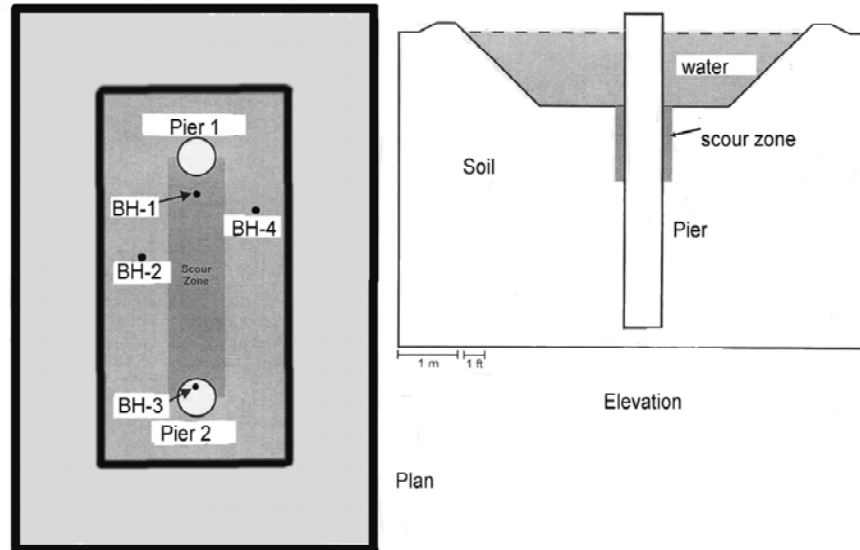 Pier 1
BH-1
BH-4
BH-2
Scour
Zone
BH-3
Pier 2
Plan
water
scour zone
Soil
Pier
1 m
1 ft
Elevation